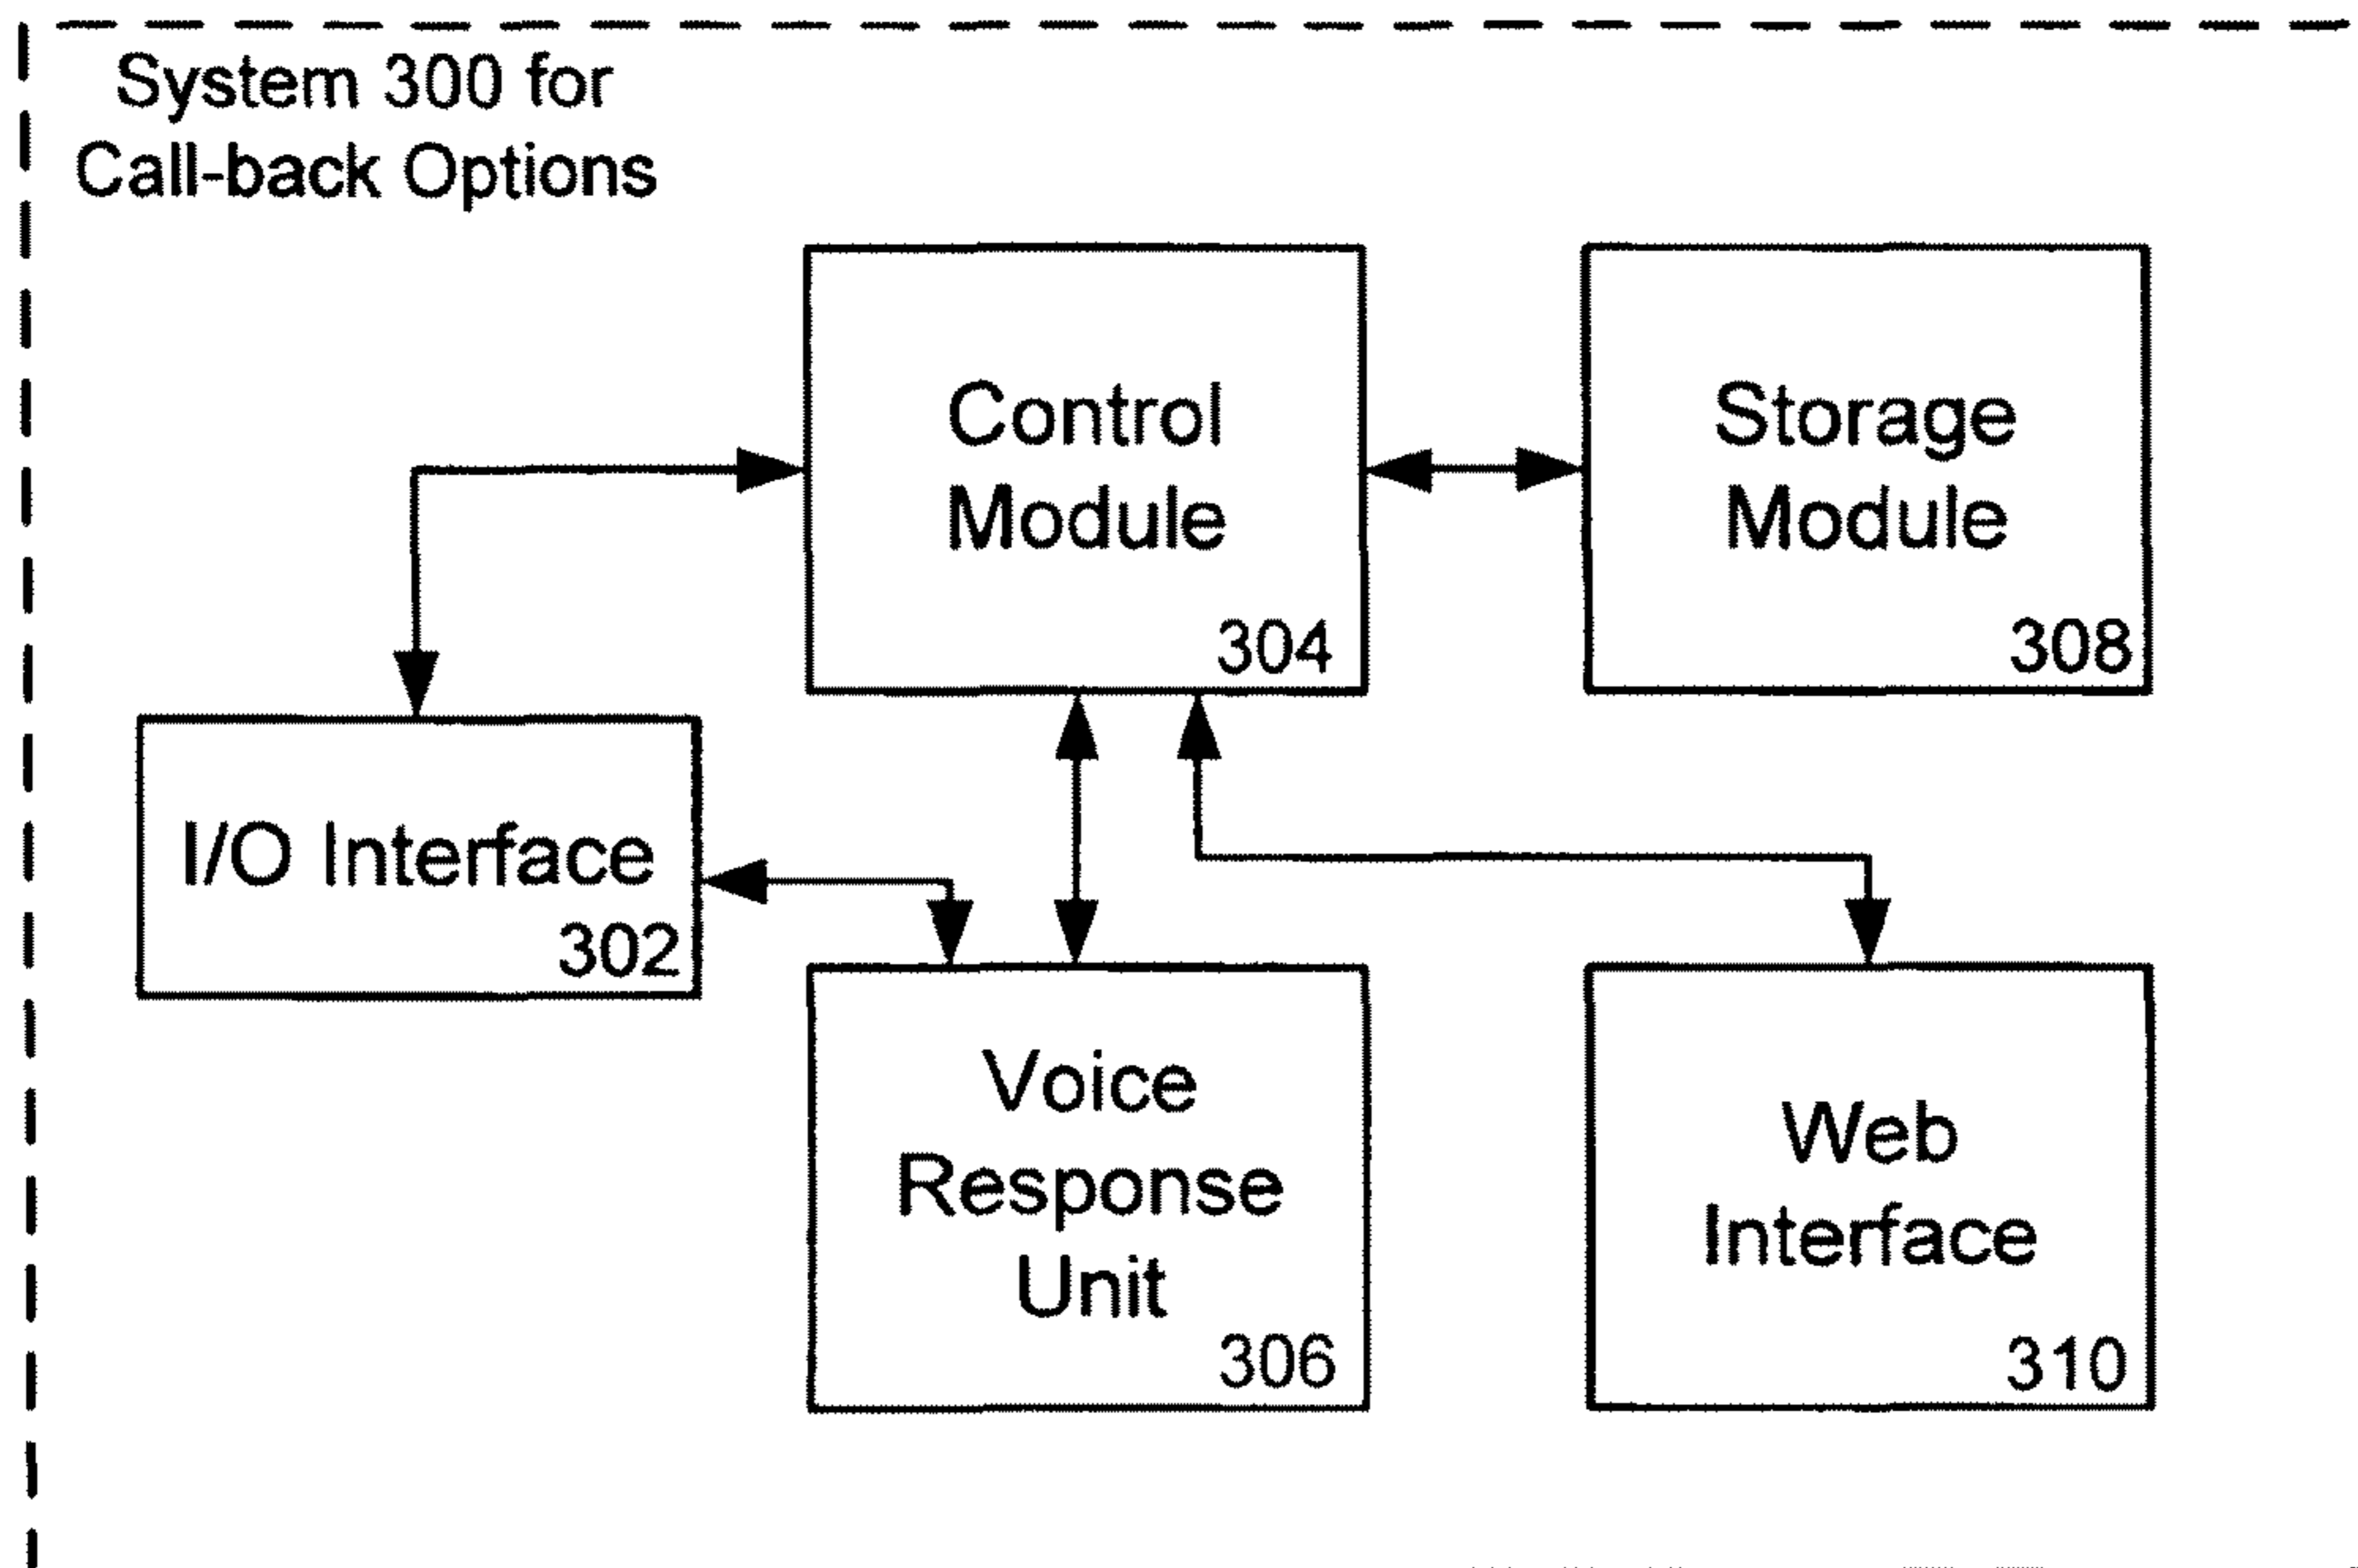 System 300 for
Call-back Options
Control
Module
304
Storage
Module
308
I/O Interface
302
Voice
Response
Unit
306
Web
Interface
310